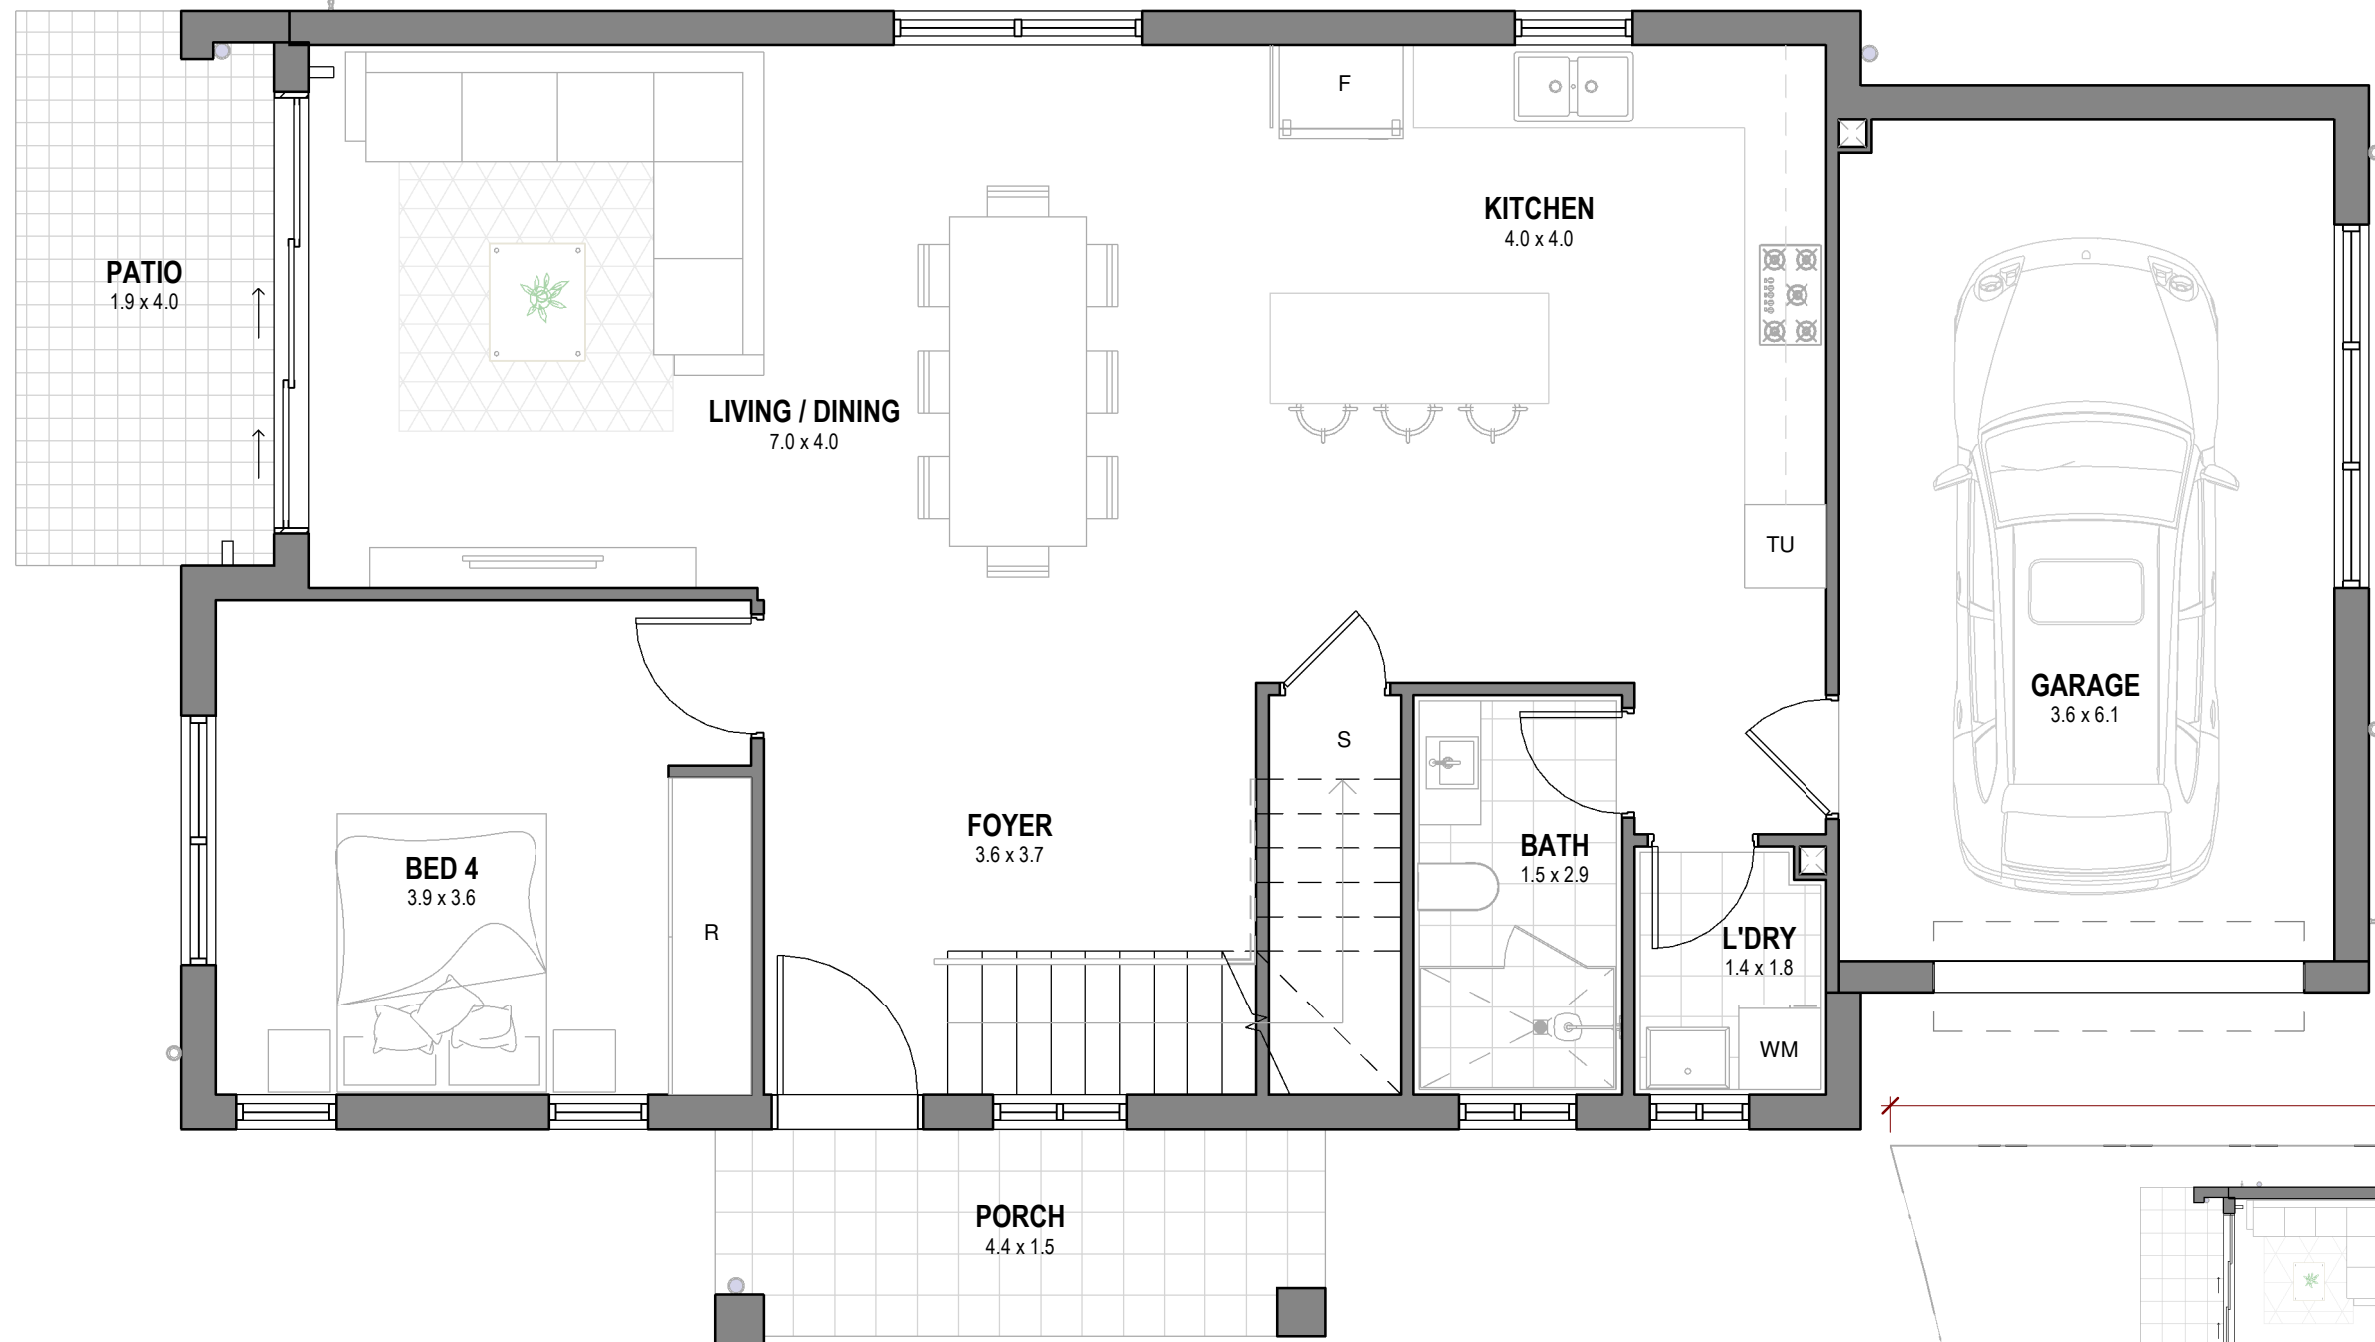 F
KITCHEN
4.0 x 4.0
PATIO
1.9 x 4.0
LIVING / DINING
7.0 x 4.0
TU
GARAGE
3.6 x 6.1
S
FOYER
3.6 x 3.7
BATH
1.5 x 2.9
BED 4
3.9 x 3.6
R
L'DRY
1.4 x 1.8
WM
PORCH
4.4 x 1.5